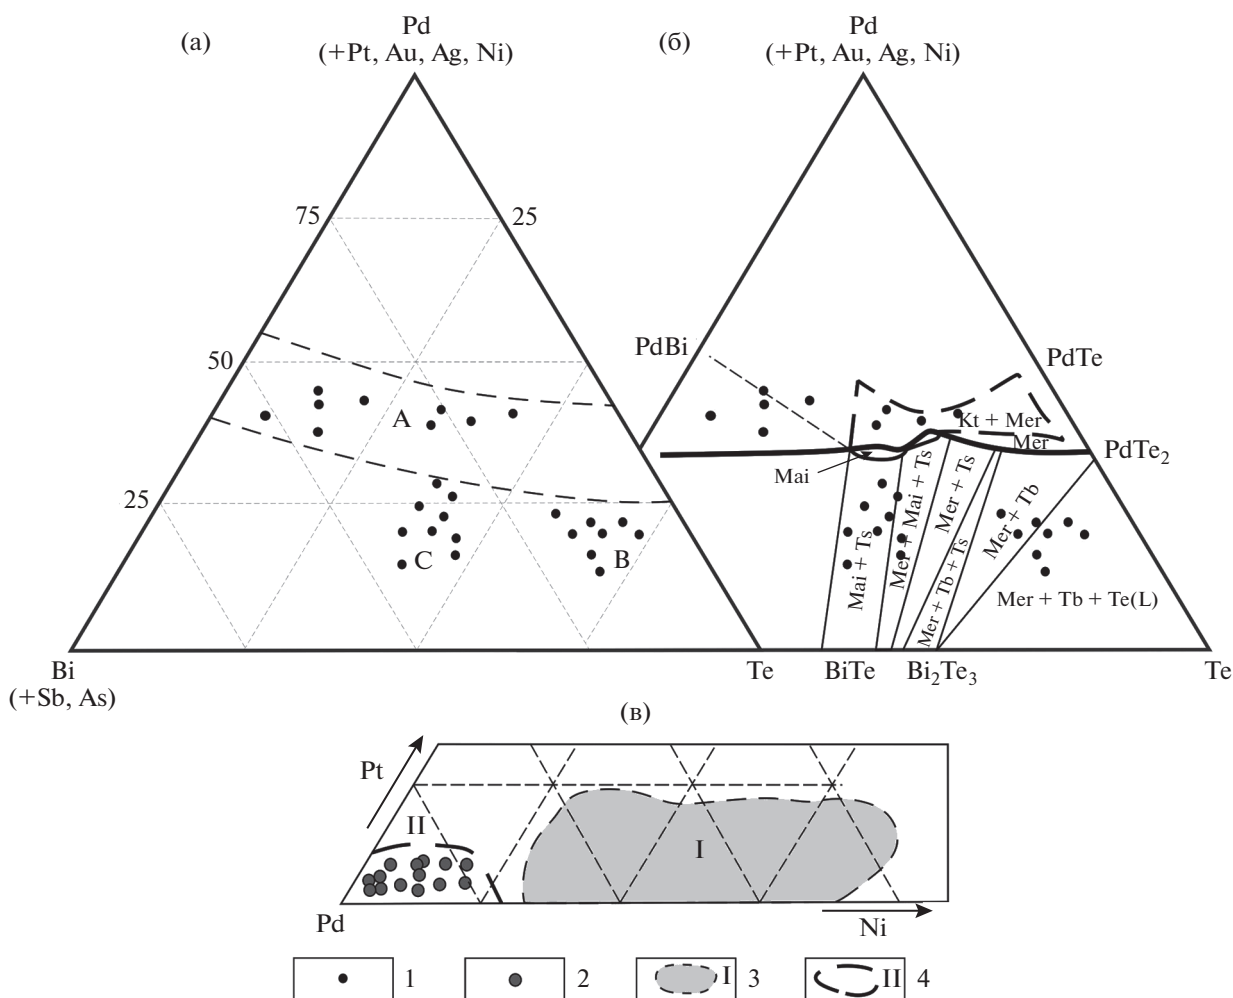 (а)
Pd
(+Pt, Au, Ag, Ni)
75
25
50
A
25
C
B
Bi
(+Sb, As)
Te
(б)
Pd
(+Pt, Au, Ag, Ni)
PdBi
PdTe
Kt + Mer
Mer
PdTe2
Mai
Mai + Ts
Mer + Mai + Ts
Mer + Ts
Mer + Tb + Ts
Mer + Tb
Mer + Tb + Te(L)
BiTe
Bi2Te3
Te
(в)
Pt
II
I
Pd
Ni
1
2
I 3
II 4